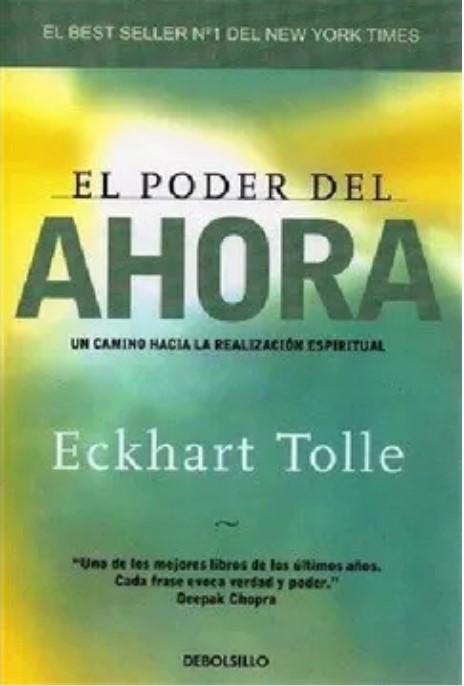 EL BEST SELLER Nº1 DEL NEW YORK TIMES
EL PODER DEL
AHORA
UN CAMINO HACIA LA REALIZACIÓN ESPIRITUAL
Eckhart Tolle
~
"Uno de los mejores libros de los últimos años.
Cada frase evoca verdad y poder."
Deepak Chopra
DEBOLSILLO